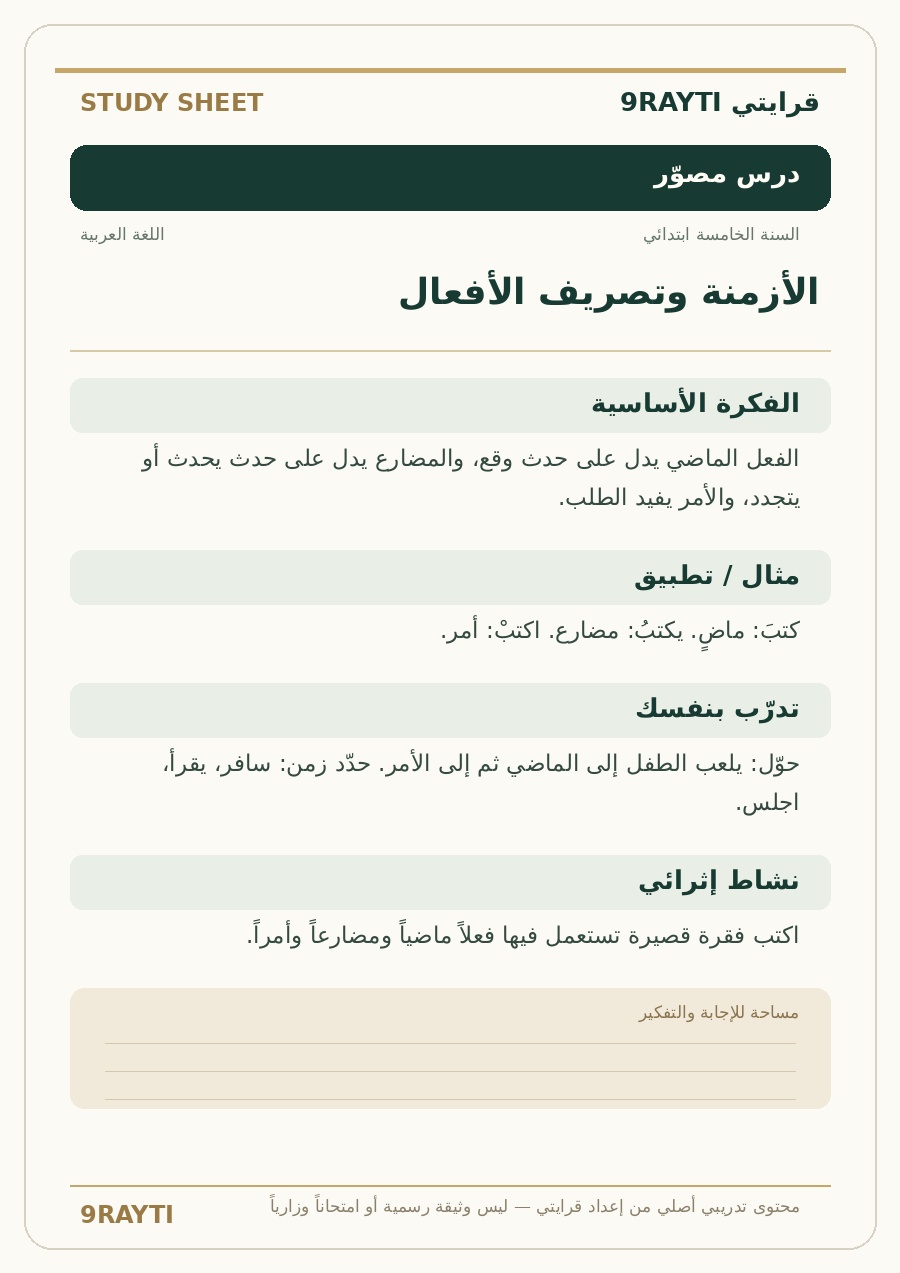 قرايتي 9RAYTI
STUDY SHEET
درس مصوّر
السنة الخامسة ابتدائي
اللغة العربية
الأزمنة وتصريف الأفعال
الفكرة الأساسية
الفعل الماضي يدل على حدث وقع، والمضارع يدل على حدث يحدث أو
يتجدد، والأمر يفيد الطلب.
مثال / تطبيق
كتبَ: ماضٍ. يكتبُ: مضارع. اكتبْ: أمر.
تدرّب بنفسك
حوّل: يلعب الطفل إلى الماضي ثم إلى الأمر. حدّد زمن: سافر، يقرأ،
اجلس.
نشاط إثرائي
اكتب فقرة قصيرة تستعمل فيها فعلاً ماضياً ومضارعاً وأمراً.
مساحة للإجابة والتفكير
محتوى تدريبي أصلي من إعداد قرايتي — ليس وثيقة رسمية أو امتحاناً وزارياً
9RAYTI